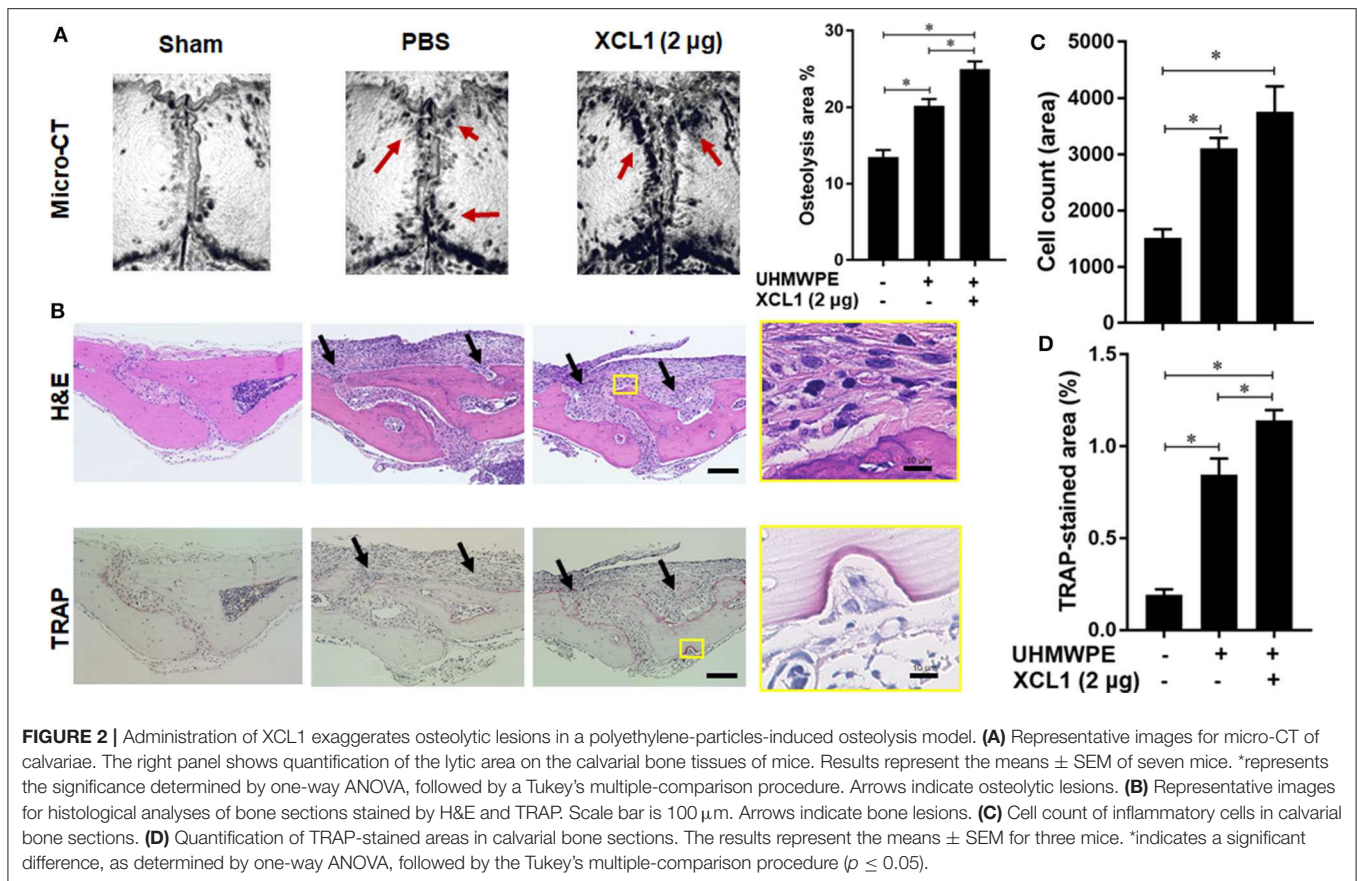 A
Sham
PBS
XCL1 (2 µg)
Micro-CT
Osteolysis area %
30
20
10
0
*
*
*
UHMWPE - + +
XCL1 (2 µg) - - +
B
H&E
TRAP
10 µm
10 µm
C
Cell count (area)
5000
4000
3000
2000
1000
0
*
*
D
TRAP-stained area (%)
1.5
1.0
0.5
0.0
*
*
*
UHMWPE - + +
XCL1 (2 µg) - - +
FIGURE 2 | Administration of XCL1 exaggerates osteolytic lesions in a polyethylene-particles-induced osteolysis model. (A) Representative images for micro-CT of
calvariae. The right panel shows quantification of the lytic area on the calvarial bone tissues of mice. Results represent the means ± SEM of seven mice. *represents
the significance determined by one-way ANOVA, followed by a Tukey's multiple-comparison procedure. Arrows indicate osteolytic lesions. (B) Representative images
for histological analyses of bone sections stained by H&E and TRAP. Scale bar is 100 µm. Arrows indicate bone lesions. (C) Cell count of inflammatory cells in calvarial
bone sections. (D) Quantification of TRAP-stained areas in calvarial bone sections. The results represent the means ± SEM for three mice. *indicates a significant
difference, as determined by one-way ANOVA, followed by the Tukey's multiple-comparison procedure (p ≤ 0.05).